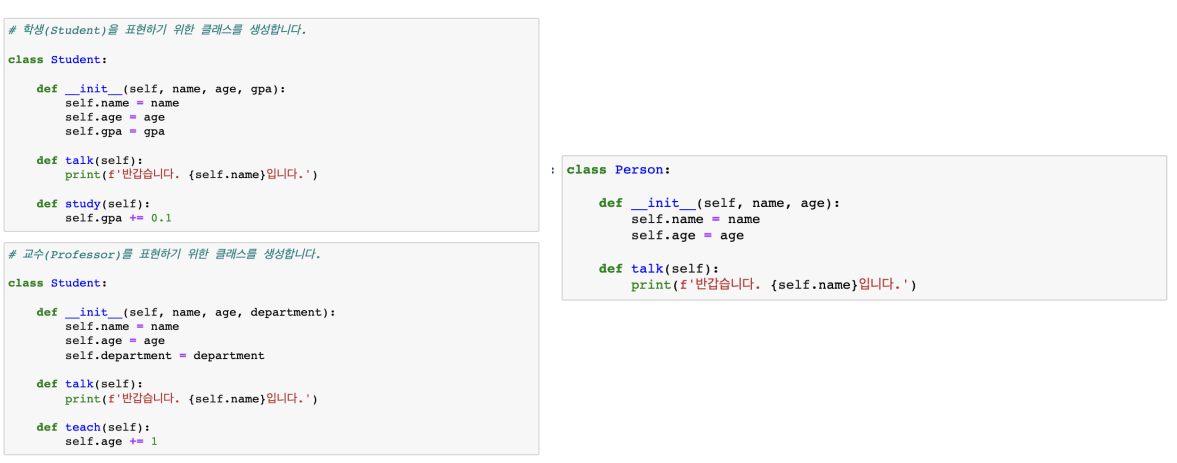 # 학생(Student)을 표현하기 위한 클래스를 생성합니다.
class Student:
def __init__(self, name, age, gpa):
self.name = name
self.age = age
self.gpa = gpa
def talk(self):
print(f'반갑습니다. {self.name}입니다.')
def study(self):
self.gpa += 0.1
# 교수(Professor)를 표현하기 위한 클래스를 생성합니다.
class Student:
def __init__(self, name, age, department):
self.name = name
self.age = age
self.department = department
def talk(self):
print(f'반갑습니다. {self.name}입니다.')
def teach(self):
self.age += 1
: class Person:
def __init__(self, name, age):
self.name = name
self.age = age
def talk(self):
print(f'반갑습니다. {self.name}입니다.')